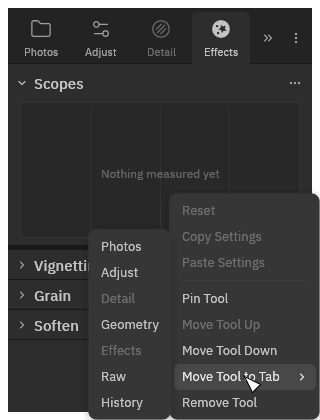 Photos Adjust Detail Effects
Scopes
Nothing measured yet
Vignetti
Grain
Soften
Reset
Copy Settings
Paste Settings
Pin Tool
Move Tool Up
Move Tool Down
Move Tool to Tab
Remove Tool
Photos
Adjust
Detail
Geometry
Effects
Raw
History